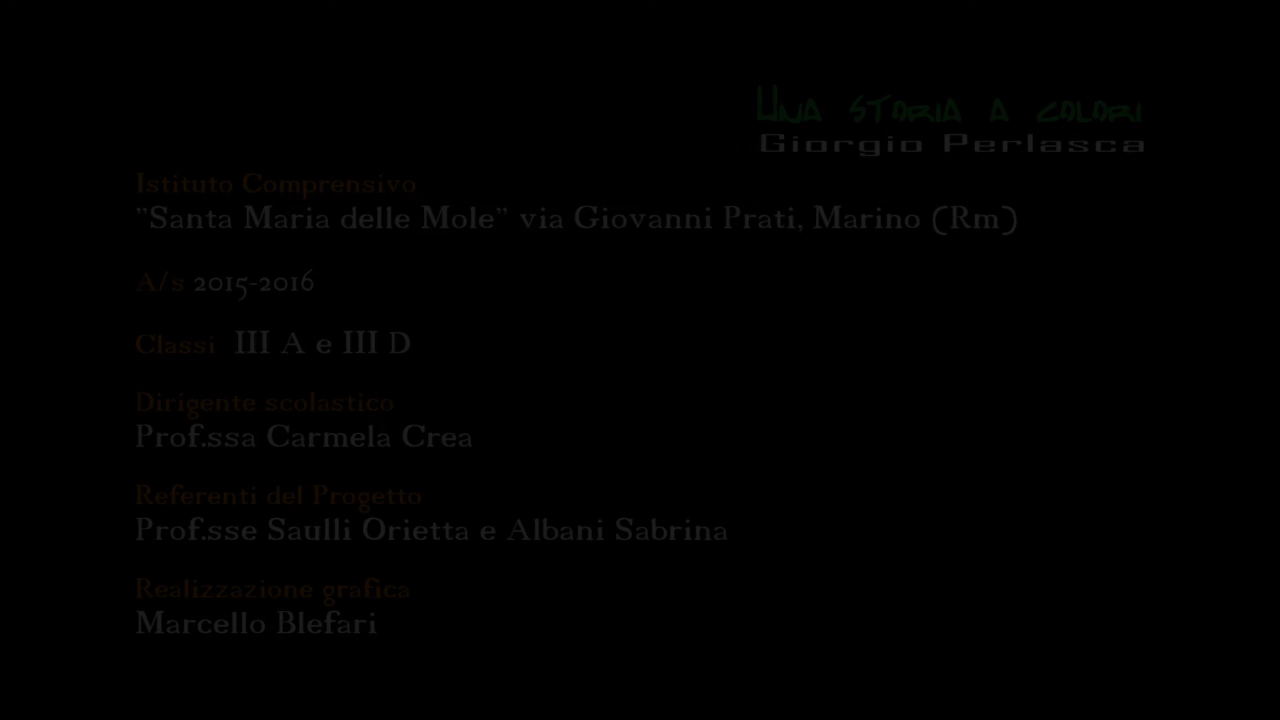 Una storia a colori
Giorgio Perlasca
Istituto Comprensivo
"Santa Maria delle Mole" via Giovanni Prati, Marino (Rm)
A/s 2015-2016
Classi III A e III D
Dirigente scolastico
Prof.ssa Carmela Crea
Referenti del Progetto
Prof.sse Saulli Orietta e Albani Sabrina
Realizzazione grafica
Marcello Blefari